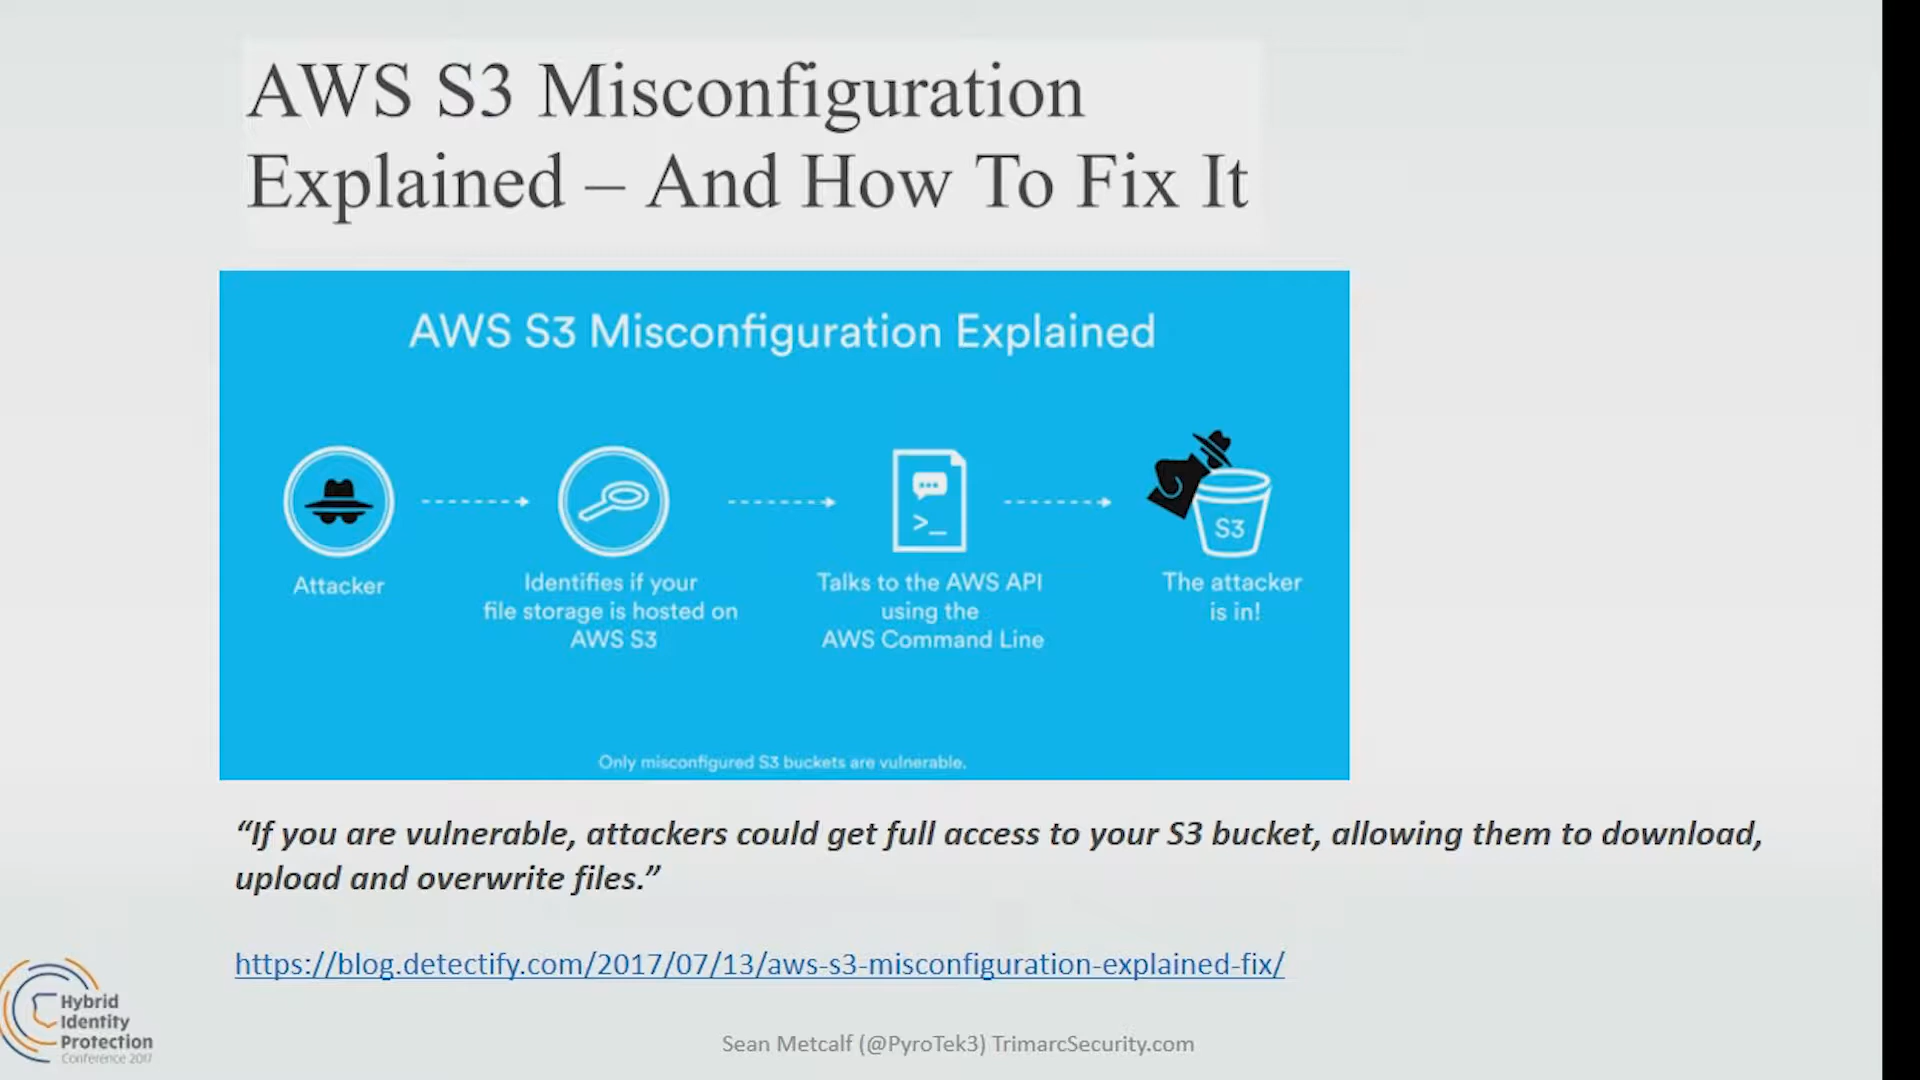 AWS S3 Misconfiguration
Explained – And How To Fix It
AWS S3 Misconfiguration Explained
Attacker
Identifies if your
file storage is hosted on
AWS S3
Talks to the AWS API
using the
AWS Command Line
>_
S3
The attacker
is in!
Only misconfigured S3 buckets are vulnerable.
“If you are vulnerable, attackers could get full access to your S3 bucket, allowing them to download,
upload and overwrite files.”
https://blog.detectify.com/2017/07/13/aws-s3-misconfiguration-explained-fix/
Hybrid
Identity
Protection
Conference 2017
Sean Metcalf (@PyroTek3) TrimarcSecurity.com